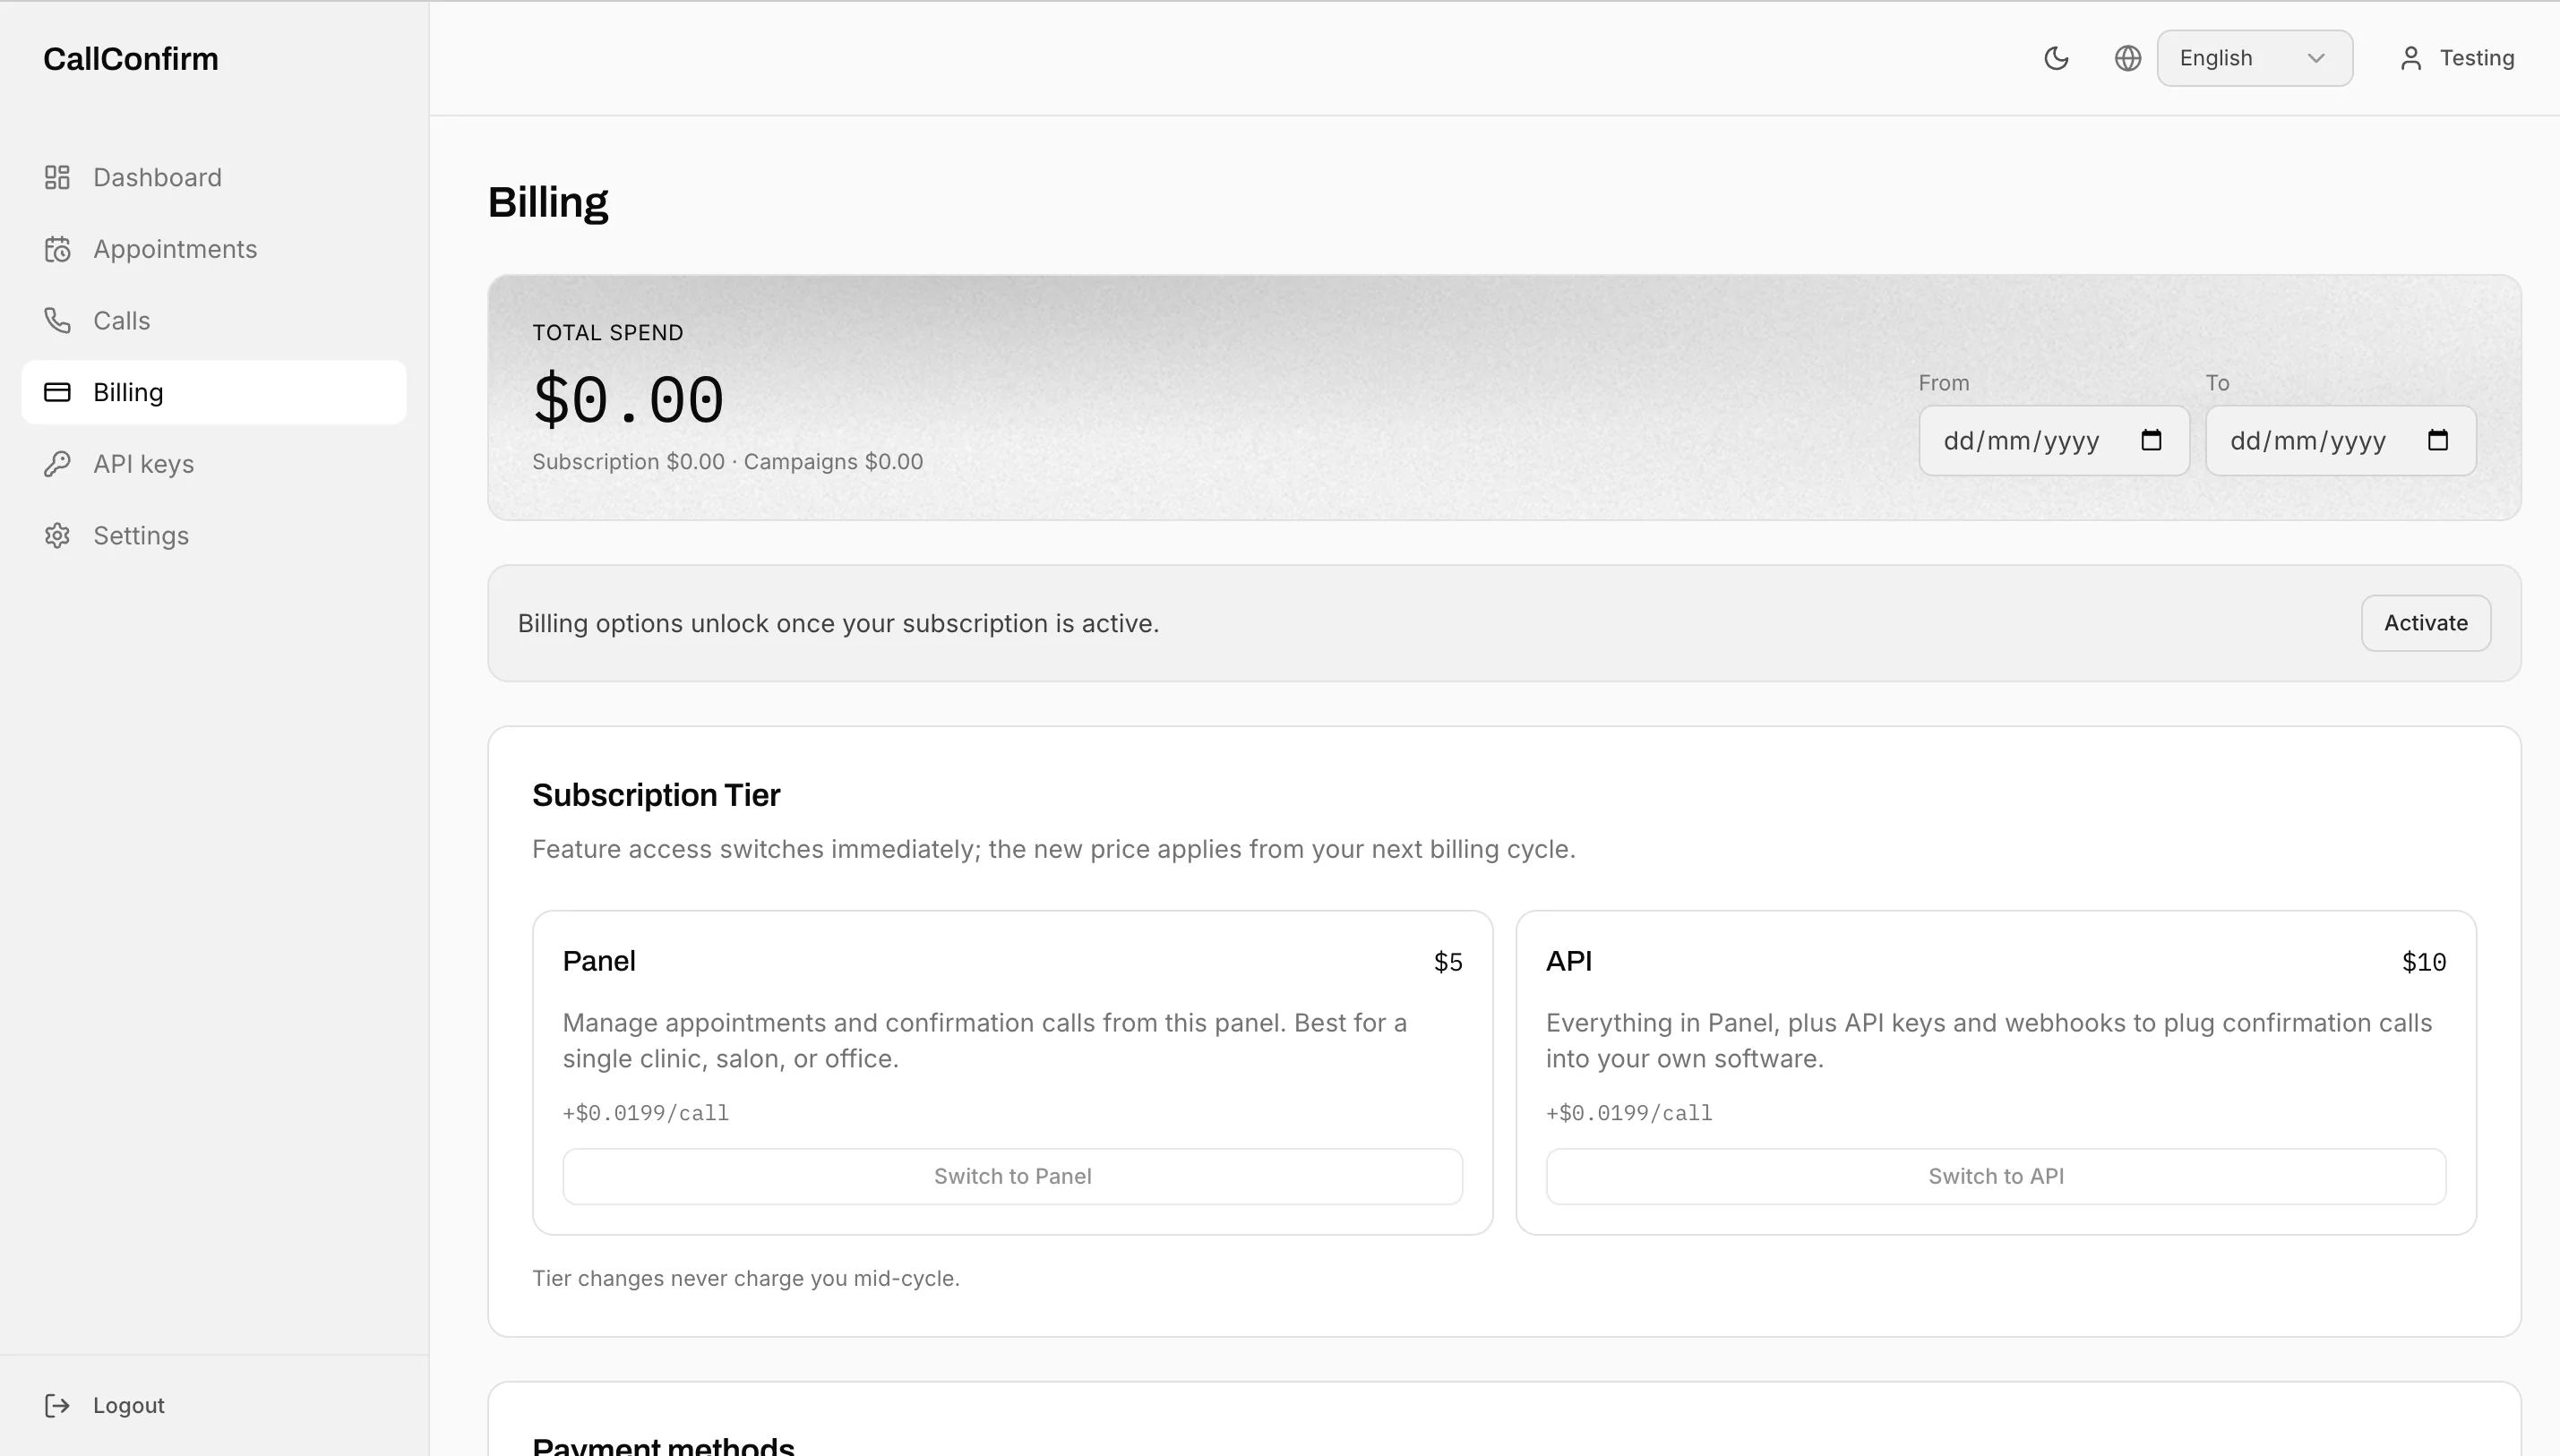 CallConfirm
English
Testing
Dashboard
Appointments
Calls
Billing
API keys
Settings
Logout
Billing
TOTAL SPEND
$0.00
Subscription $0.00 · Campaigns $0.00
From
To
dd/mm/yyyy
dd/mm/yyyy
Billing options unlock once your subscription is active.
Activate
Subscription Tier
Feature access switches immediately; the new price applies from your next billing cycle.
Panel
$5
Manage appointments and confirmation calls from this panel. Best for a
single clinic, salon, or office.
+$0.0199/call
Switch to Panel
API
$10
Everything in Panel, plus API keys and webhooks to plug confirmation calls
into your own software.
+$0.0199/call
Switch to API
Tier changes never charge you mid-cycle.
Payment methods